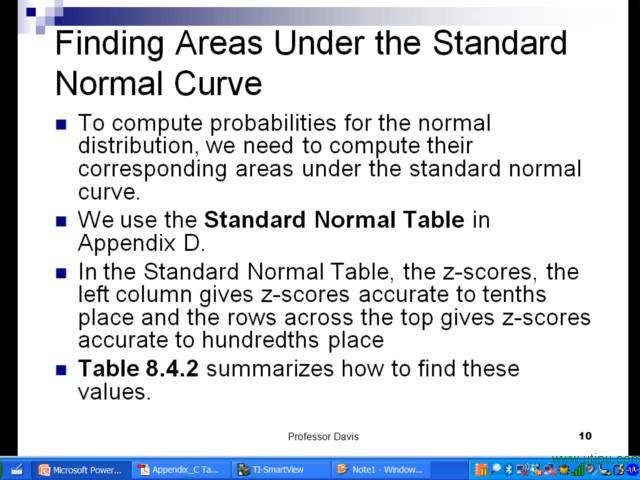 Finding Areas Under the Standard
Normal Curve
To compute probabilities for the normal
distribution, we need to compute their
corresponding areas under the standard normal
curve.
We use the Standard Normal Table in
Appendix D.
In the Standard Normal Table, the z-scores, the
left column gives z-scores accurate to tenths
place and the rows across the top gives z-scores
accurate to hundredths place
Table 8.4.2 summarizes how to find these
values.
Professor Davis
10
www.utipu.com
Microsoft Power...
Appendix_C Ta...
TI-SmartView
Note1 - Window...